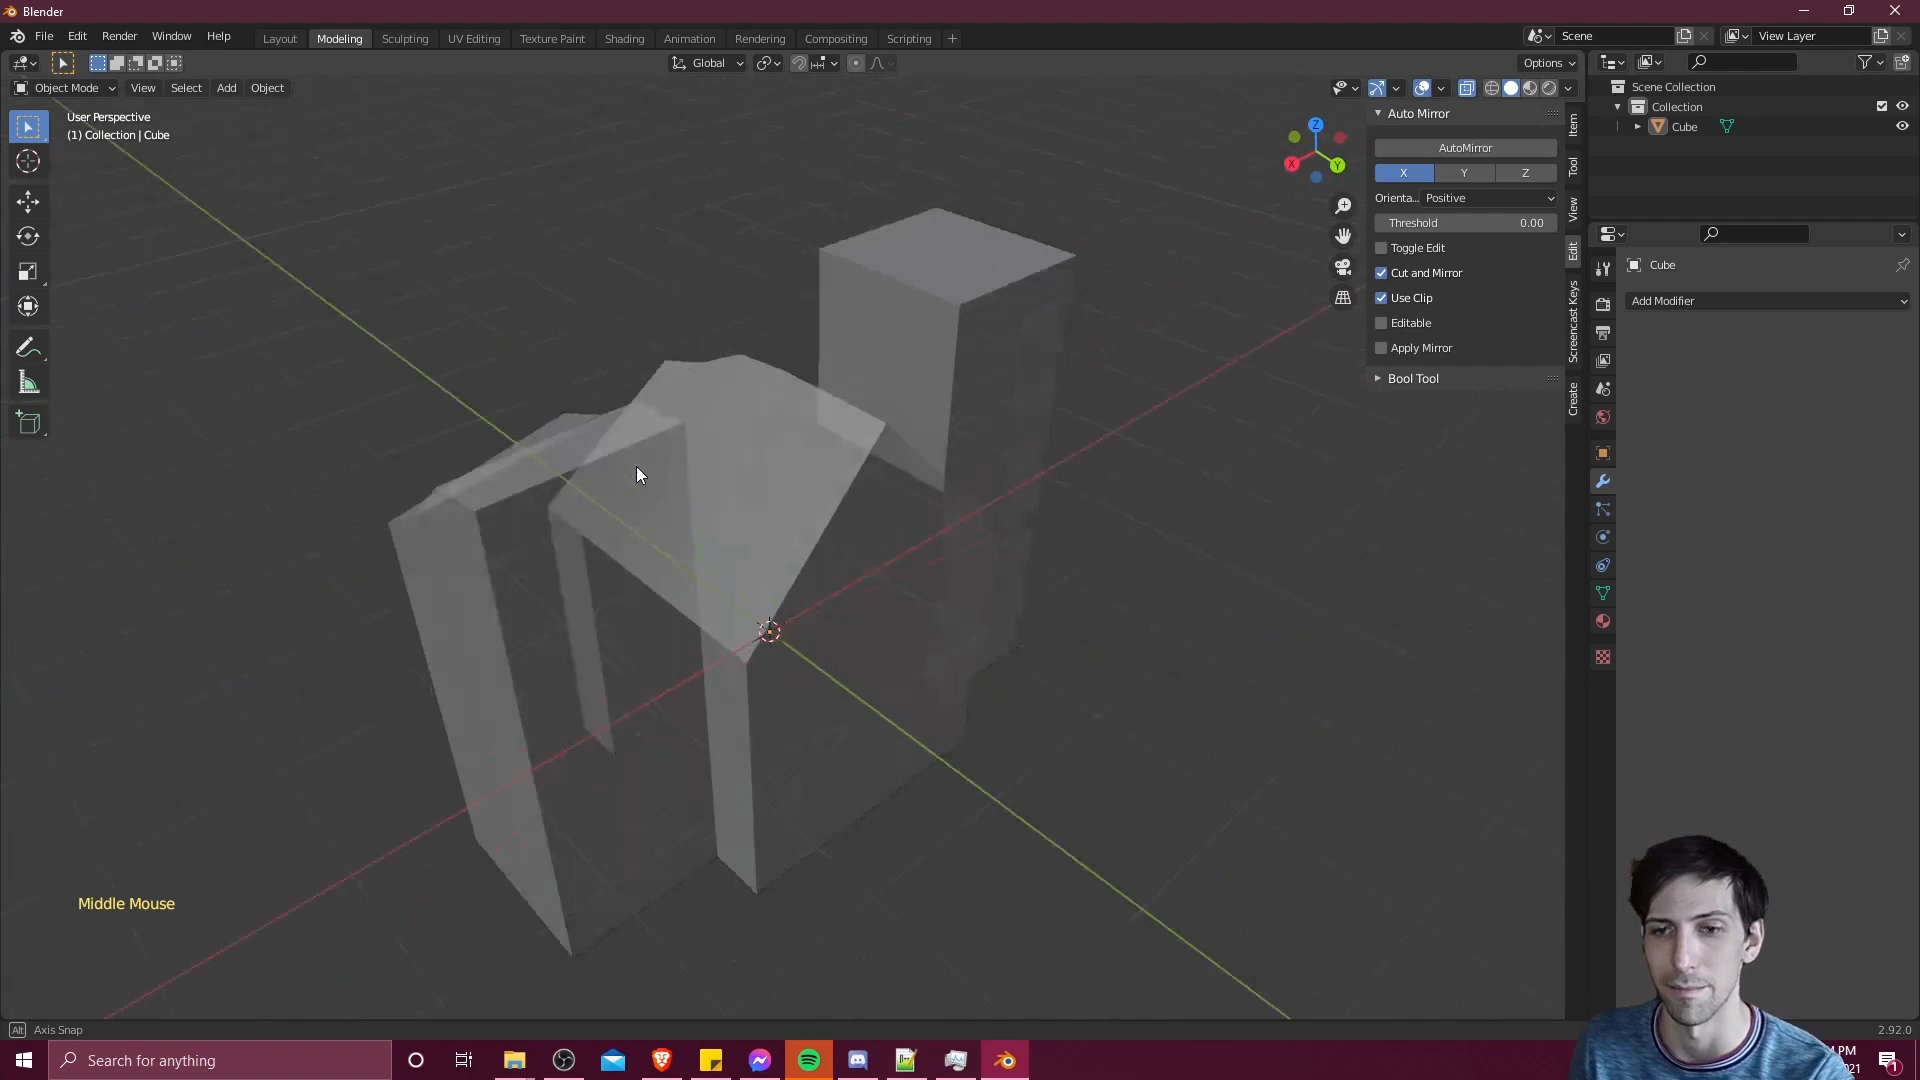 Blender
File Edit Render Window Help
Layout Modeling Sculpting UV Editing Texture Paint Shading Animation Rendering Compositing Scripting +
Scene
View Layer
Global
Options
Object Mode View Select Add Object
User Perspective
(1) Collection | Cube
Z
X
Y
Auto Mirror
AutoMirror
X Y Z
Orienta... Positive
Threshold 0.00
Toggle Edit
Cut and Mirror
Use Clip
Editable
Apply Mirror
Bool Tool
Item
Tool
View
Edit
Screencast Keys
Create
Scene Collection
Collection
Cube
Cube
Add Modifier
Middle Mouse
Alt Axis Snap
2.92.0
Search for anything
PM
1